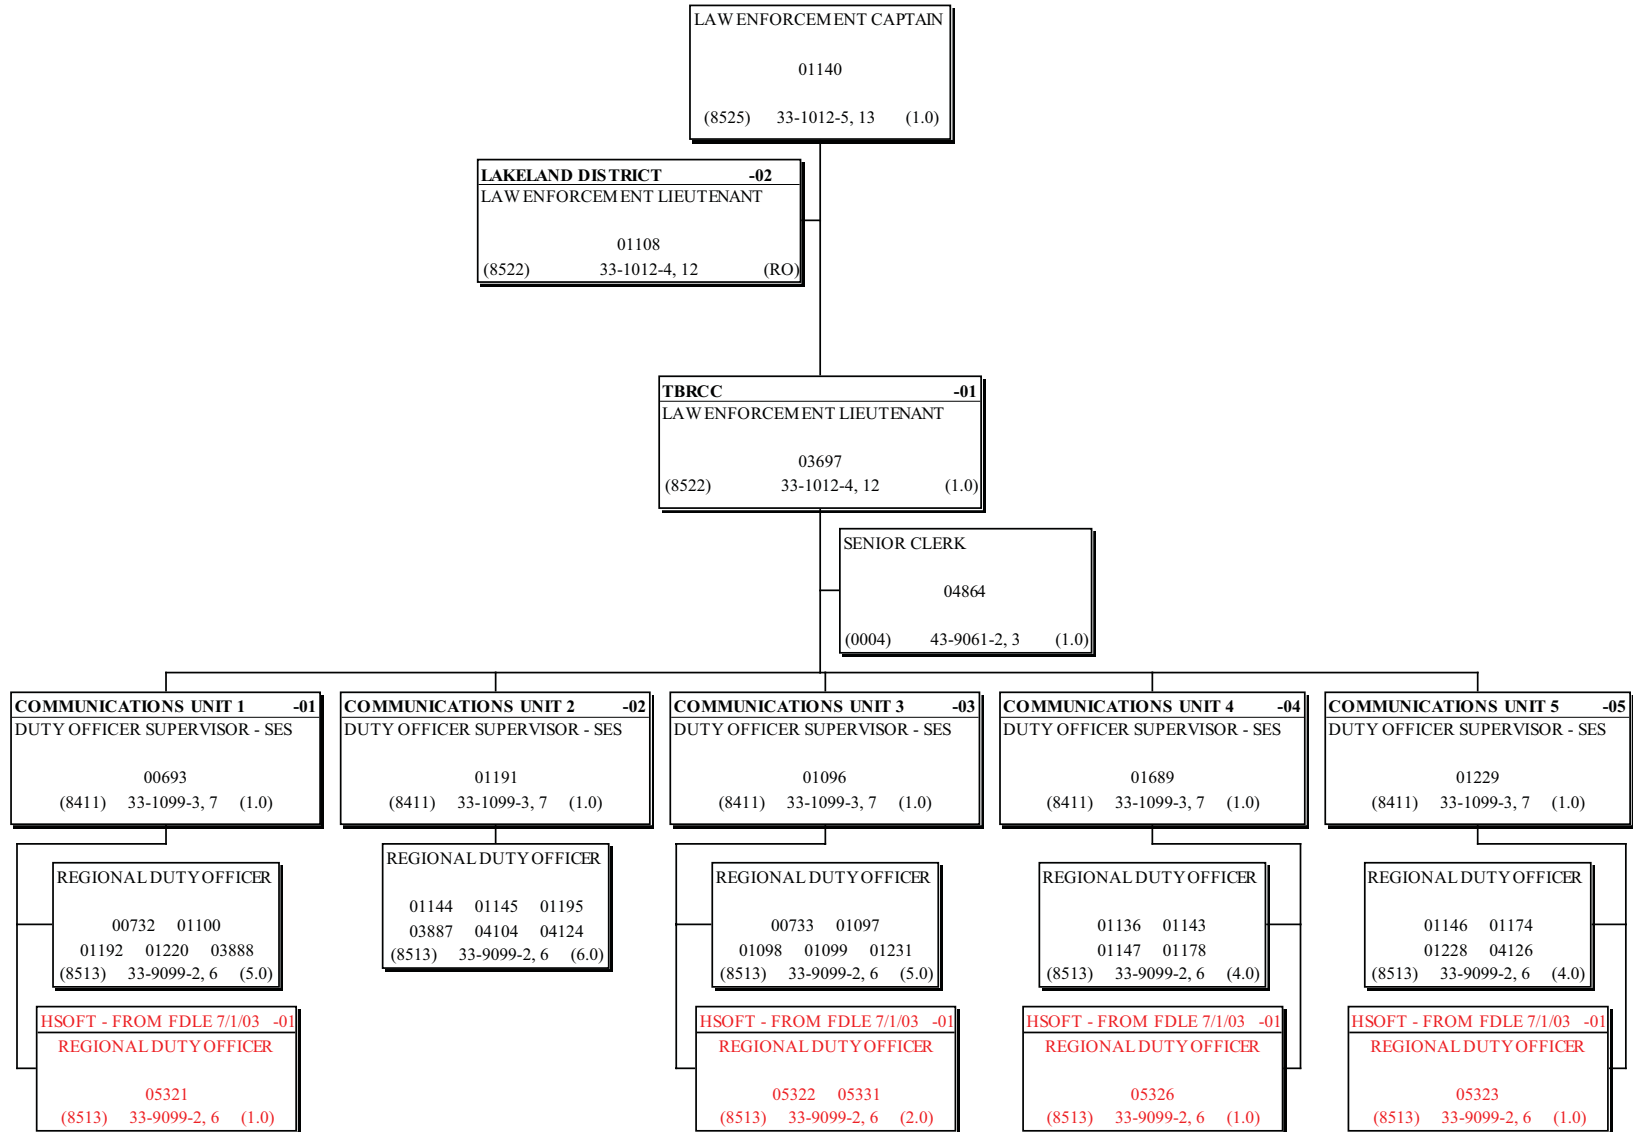 LAW ENFORCEMENT CAPTAIN
01140
(8525) 33-1012-5, 13 (1.0)
LAKELAND DISTRICT -02
LAW ENFORCEMENT LIEUTENANT
01108
(8522) 33-1012-4, 12 (RO)
TBRCC -01
LAW ENFORCEMENT LIEUTENANT
03697
(8522) 33-1012-4, 12 (1.0)
SENIOR CLERK
04864
(0004) 43-9061-2, 3 (1.0)
COMMUNICATIONS UNIT 1 -01
DUTY OFFICER SUPERVISOR - SES
00693
(8411) 33-1099-3, 7 (1.0)
REGIONAL DUTY OFFICER
00732 01100
01192 01220 03888
(8513) 33-9099-2, 6 (5.0)
HSOFT - FROM FDLE 7/1/03 -01
REGIONAL DUTY OFFICER
05321
(8513) 33-9099-2, 6 (1.0)
COMMUNICATIONS UNIT 2 -02
DUTY OFFICER SUPERVISOR - SES
01191
(8411) 33-1099-3, 7 (1.0)
REGIONAL DUTY OFFICER
01144 01145 01195
03887 04104 04124
(8513) 33-9099-2, 6 (6.0)
COMMUNICATIONS UNIT 3 -03
DUTY OFFICER SUPERVISOR - SES
01096
(8411) 33-1099-3, 7 (1.0)
REGIONAL DUTY OFFICER
00733 01097
01098 01099 01231
(8513) 33-9099-2, 6 (5.0)
HSOFT - FROM FDLE 7/1/03 -01
REGIONAL DUTY OFFICER
05322 05331
(8513) 33-9099-2, 6 (2.0)
COMMUNICATIONS UNIT 4 -04
DUTY OFFICER SUPERVISOR - SES
01689
(8411) 33-1099-3, 7 (1.0)
REGIONAL DUTY OFFICER
01136 01143
01147 01178
(8513) 33-9099-2, 6 (4.0)
HSOFT - FROM FDLE 7/1/03 -01
REGIONAL DUTY OFFICER
05326
(8513) 33-9099-2, 6 (1.0)
COMMUNICATIONS UNIT 5 -05
DUTY OFFICER SUPERVISOR - SES
01229
(8411) 33-1099-3, 7 (1.0)
REGIONAL DUTY OFFICER
01146 01174
01228 04126
(8513) 33-9099-2, 6 (4.0)
HSOFT - FROM FDLE 7/1/03 -01
REGIONAL DUTY OFFICER
05323
(8513) 33-9099-2, 6 (1.0)